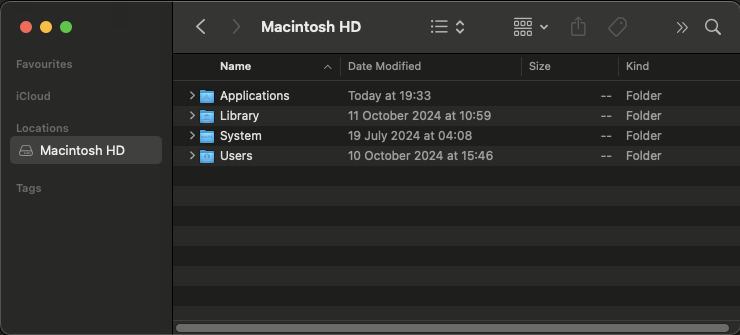 Macintosh HD
Favourites
iCloud
Locations
Macintosh HD
Tags
Name Date Modified Size Kind
Applications Today at 19:33 -- Folder
Library 11 October 2024 at 10:59 -- Folder
System 19 July 2024 at 04:08 -- Folder
Users 10 October 2024 at 15:46 -- Folder